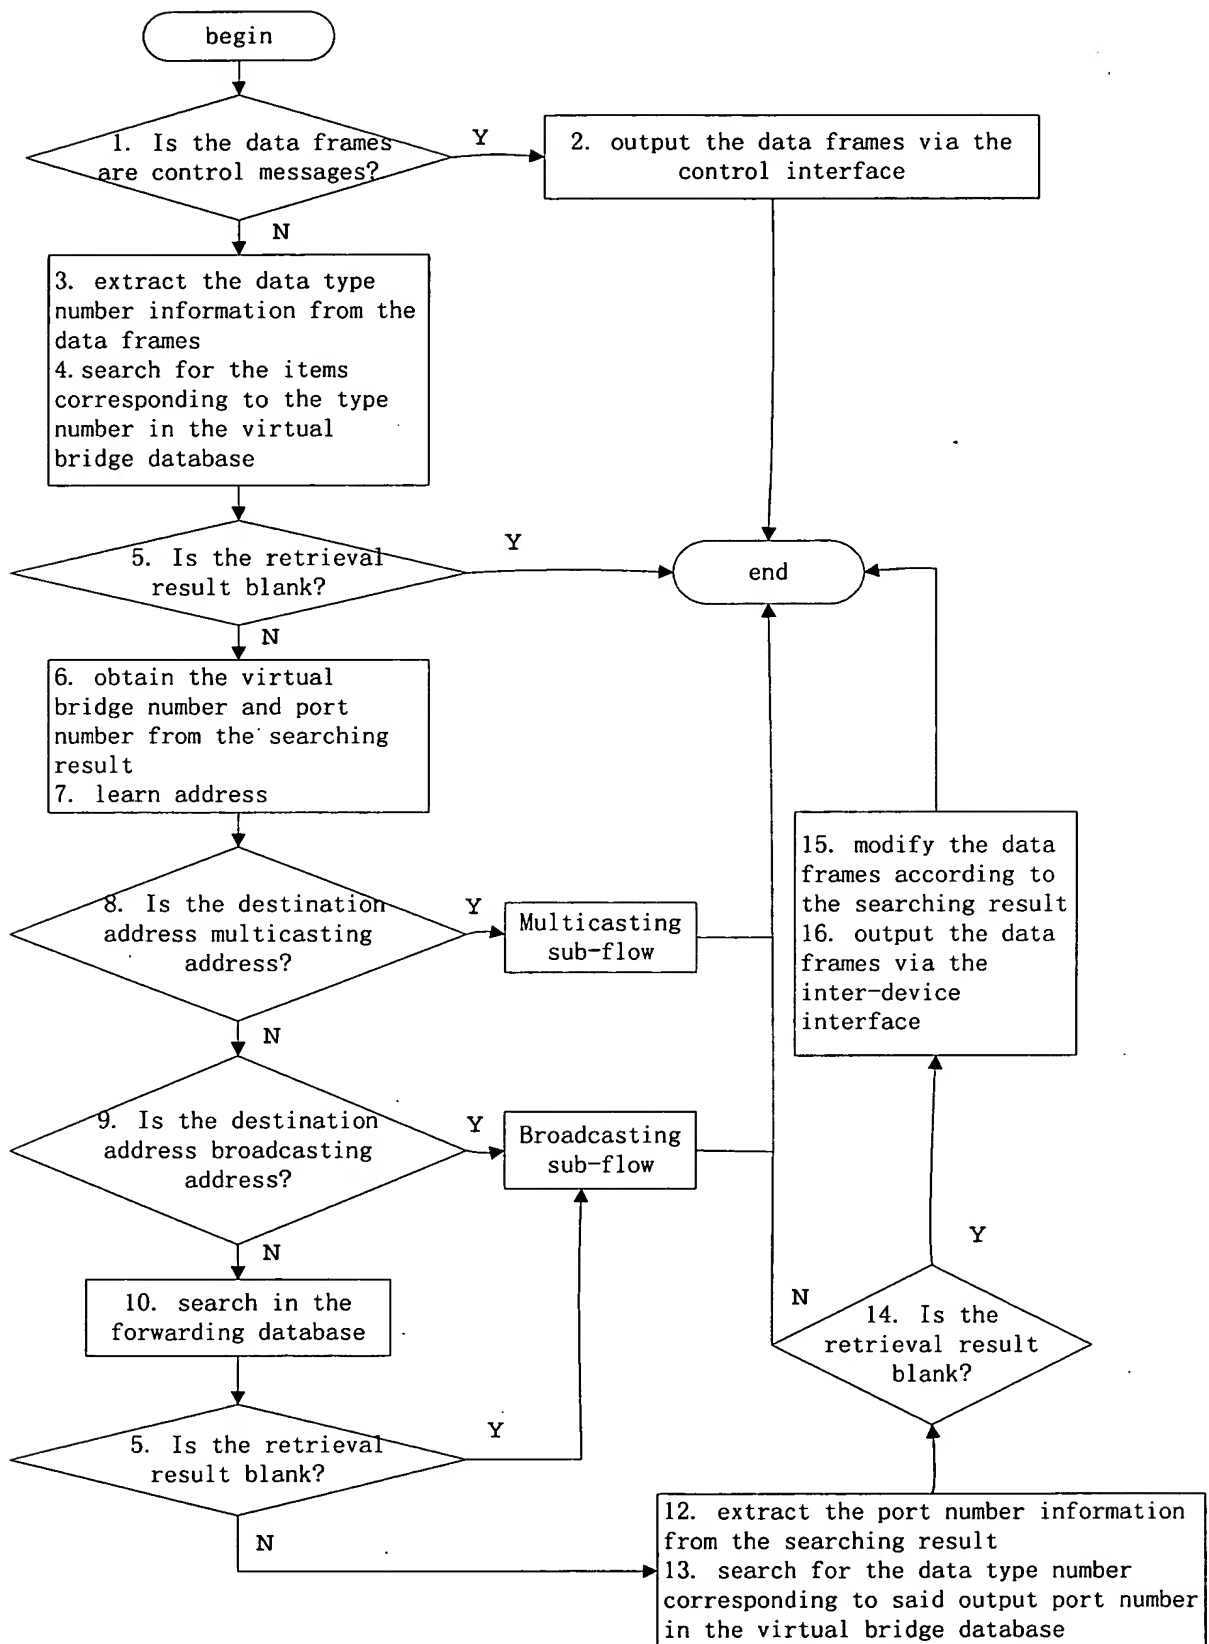 begin
1. Is the data frames
are control messages?
Y
2. output the data frames via the
control interface
N
3. extract the data type
number information from the
data frames
4. search for the items
corresponding to the type
number in the virtual
bridge database
5. Is the retrieval
result blank?
Y
end
N
6. obtain the virtual
bridge number and port
number from the searching
result
7. learn address
8. Is the destination
address multicasting
address?
Y
Multicasting
sub-flow
15. modify the data
frames according to
the searching result
16. output the data
frames via the
inter-device
interface
N
9. Is the destination
address broadcasting
address?
Y
Broadcasting
sub-flow
N
10. search in the
forwarding database
Y
N
14. Is the
retrieval result
blank?
5. Is the retrieval
result blank?
Y
N
12. extract the port number information
from the searching result
13. search for the data type number
corresponding to said output port number
in the virtual bridge database